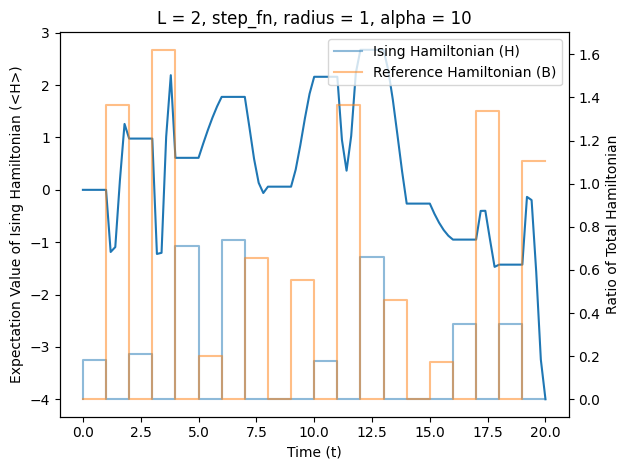 L = 2, step_fn, radius = 1, alpha = 10
Ising Hamiltonian (H)
Reference Hamiltonian (B)
Expectation Value of Ising Hamiltonian (<H>)
3
2
1
0
−1
−2
−3
−4
1.6
1.4
1.2
1.0
0.8
0.6
0.4
0.2
0.0
Ratio of Total Hamiltonian
0.0 2.5 5.0 7.5 10.0 12.5 15.0 17.5 20.0
Time (t)